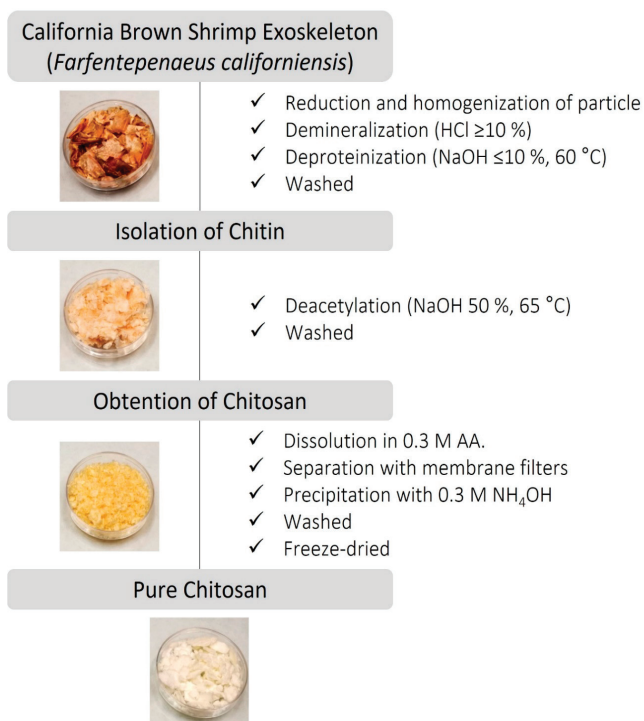 California Brown Shrimp Exoskeleton
(Farfentepenaeus californiensis)
✓ Reduction and homogenization of particle
✓ Demineralization (HCl ≥10 %)
✓ Deproteinization (NaOH ≤10 %, 60 °C)
✓ Washed
Isolation of Chitin
✓ Deacetylation (NaOH 50 %, 65 °C)
✓ Washed
Obtention of Chitosan
✓ Dissolution in 0.3 M AA.
✓ Separation with membrane filters
✓ Precipitation with 0.3 M NH₄OH
✓ Washed
✓ Freeze-dried
Pure Chitosan